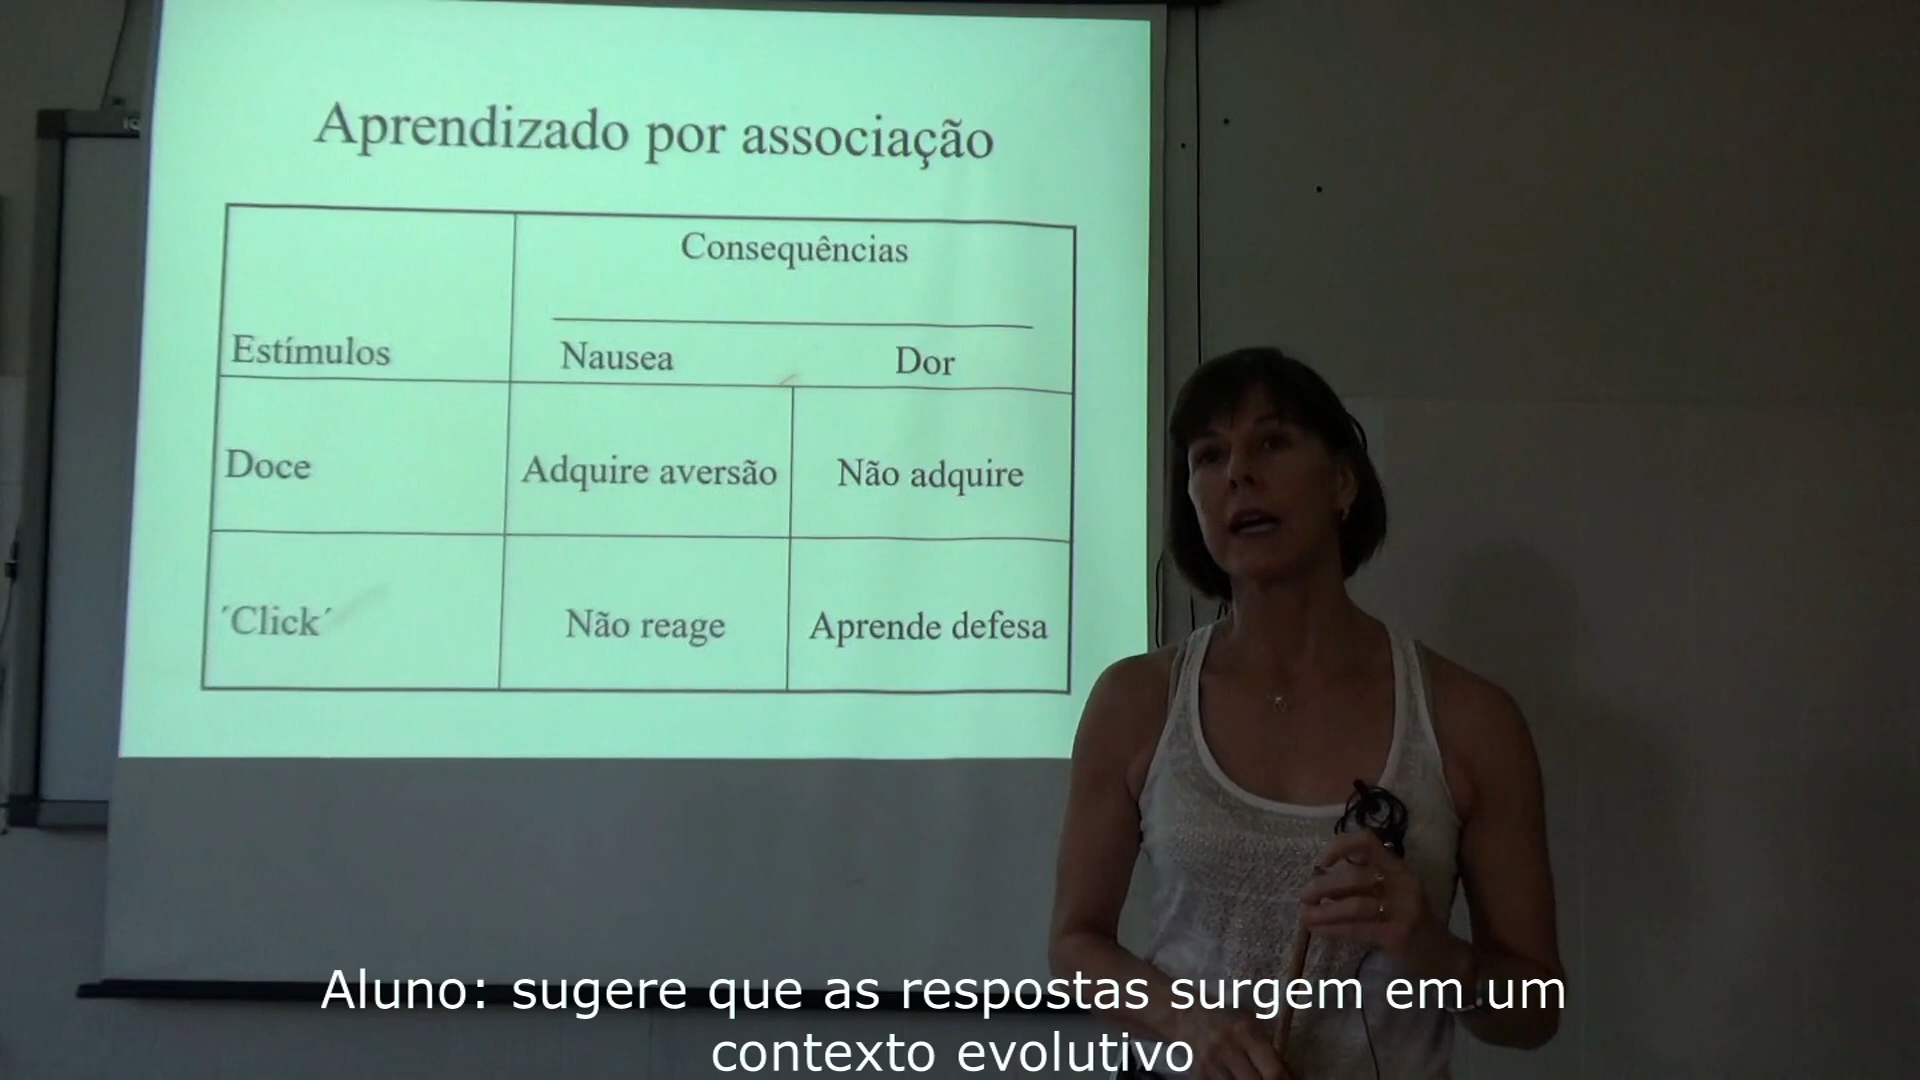 Aprendizado por associação
Consequências
Estímulos Nausea Dor
Doce Adquire aversão Não adquire
´Click´ Não reage Aprende defesa
Aluno: sugere que as respostas surgem em um
contexto evolutivo